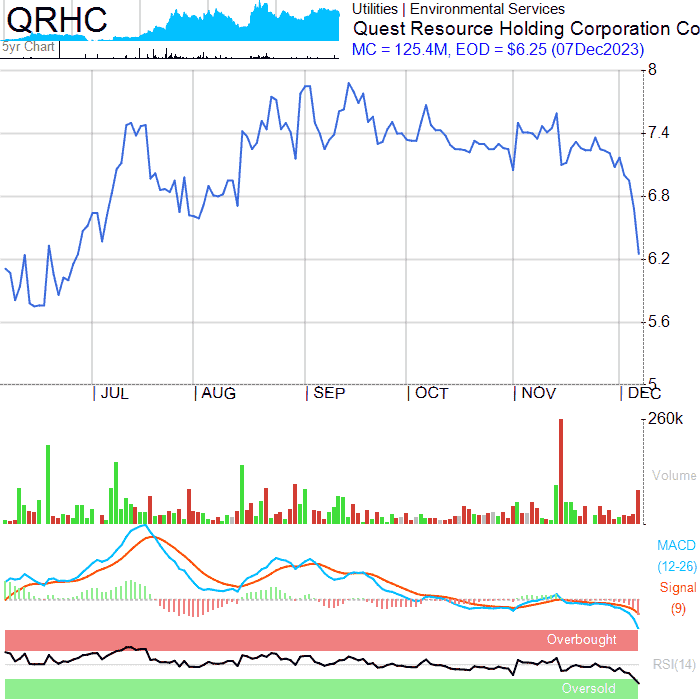 QRHC
5yr Chart
Utilities | Environmental Services
Quest Resource Holding Corporation Co
MC = 125.4M, EOD = $6.25 (07Dec2023)
8
7.4
6.8
6.2
5.6
5
JUL AUG SEP OCT NOV DEC
260k
Volume
MACD
(12-26)
Signal
(9)
Overbought
RSI(14)
Oversold